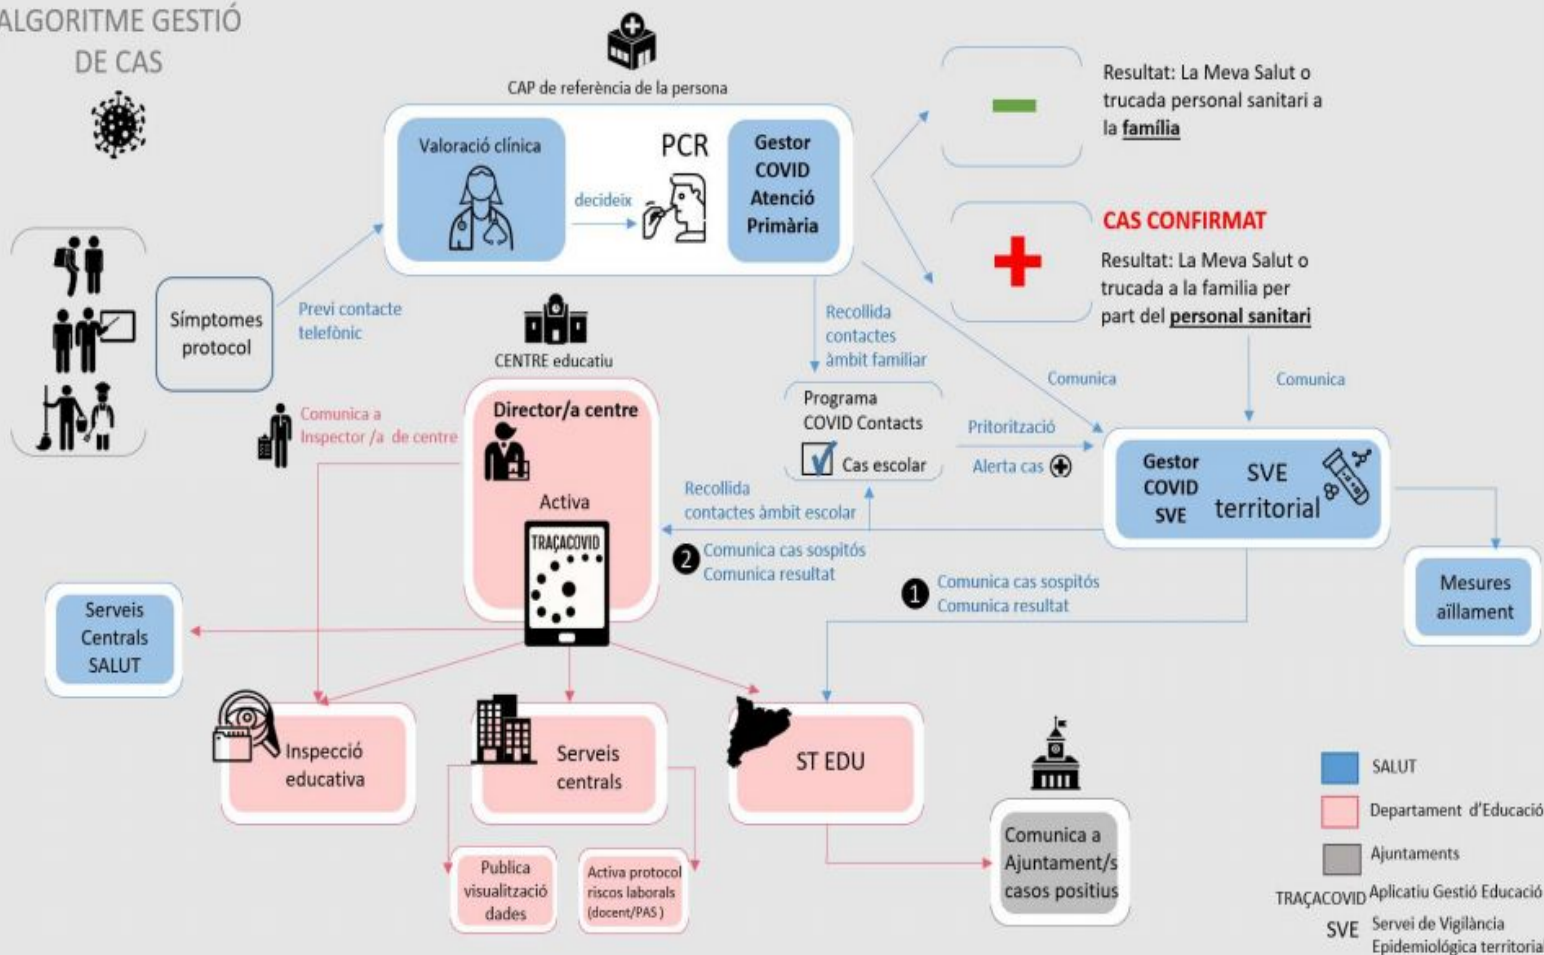 ALGORITME GESTIÓ
DE CAS
CAP de referència de la persona
Valoració clínica
decideix
PCR
Gestor
COVID
Atenció
Primària
Resultat: La Meva Salut o
trucada personal sanitari a
la família
CAS CONFIRMAT
Resultat: La Meva Salut o
trucada a la familia per
part del personal sanitari
Símptomes
protocol
Previ contacte
telefònic
CENTRE educatiu
Recollida
contactes
àmbit familiar
Comunica
Comunica
Comunica a
Inspector /a de centre
Director/a centre
Activa
TRAÇACOVID
Programa
COVID Contacts
Cas escolar
Pritorització
Alerta cas
Gestor
COVID
SVE
SVE
territorial
Recollida
contactes àmbit escolar
2 Comunica cas sospitós
Comunica resultat
1 Comunica cas sospitós
Comunica resultat
Mesures
aïllament
Serveis
Centrals
SALUT
Inspecció
educativa
Serveis
centrals
ST EDU
Publica
visualització
dades
Activa protocol
riscos laborals
(docent/PAS )
Comunica a
Ajuntament/s
casos positius
SALUT
Departament d'Educació
Ajuntaments
TRAÇACOVID Aplicatiu Gestió Educació
SVE Servei de Vigilància
Epidemiológica territorial